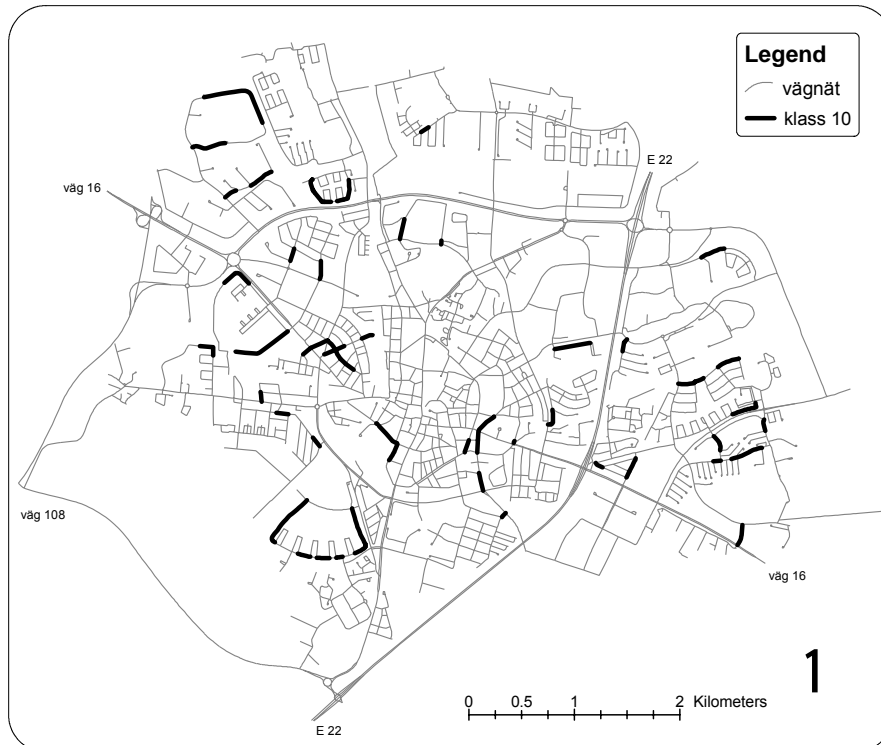 Legend
vägnät
klass 10
E 22
väg 16
väg 108
väg 16
1
0 0.5 1 2 Kilometers
E 22